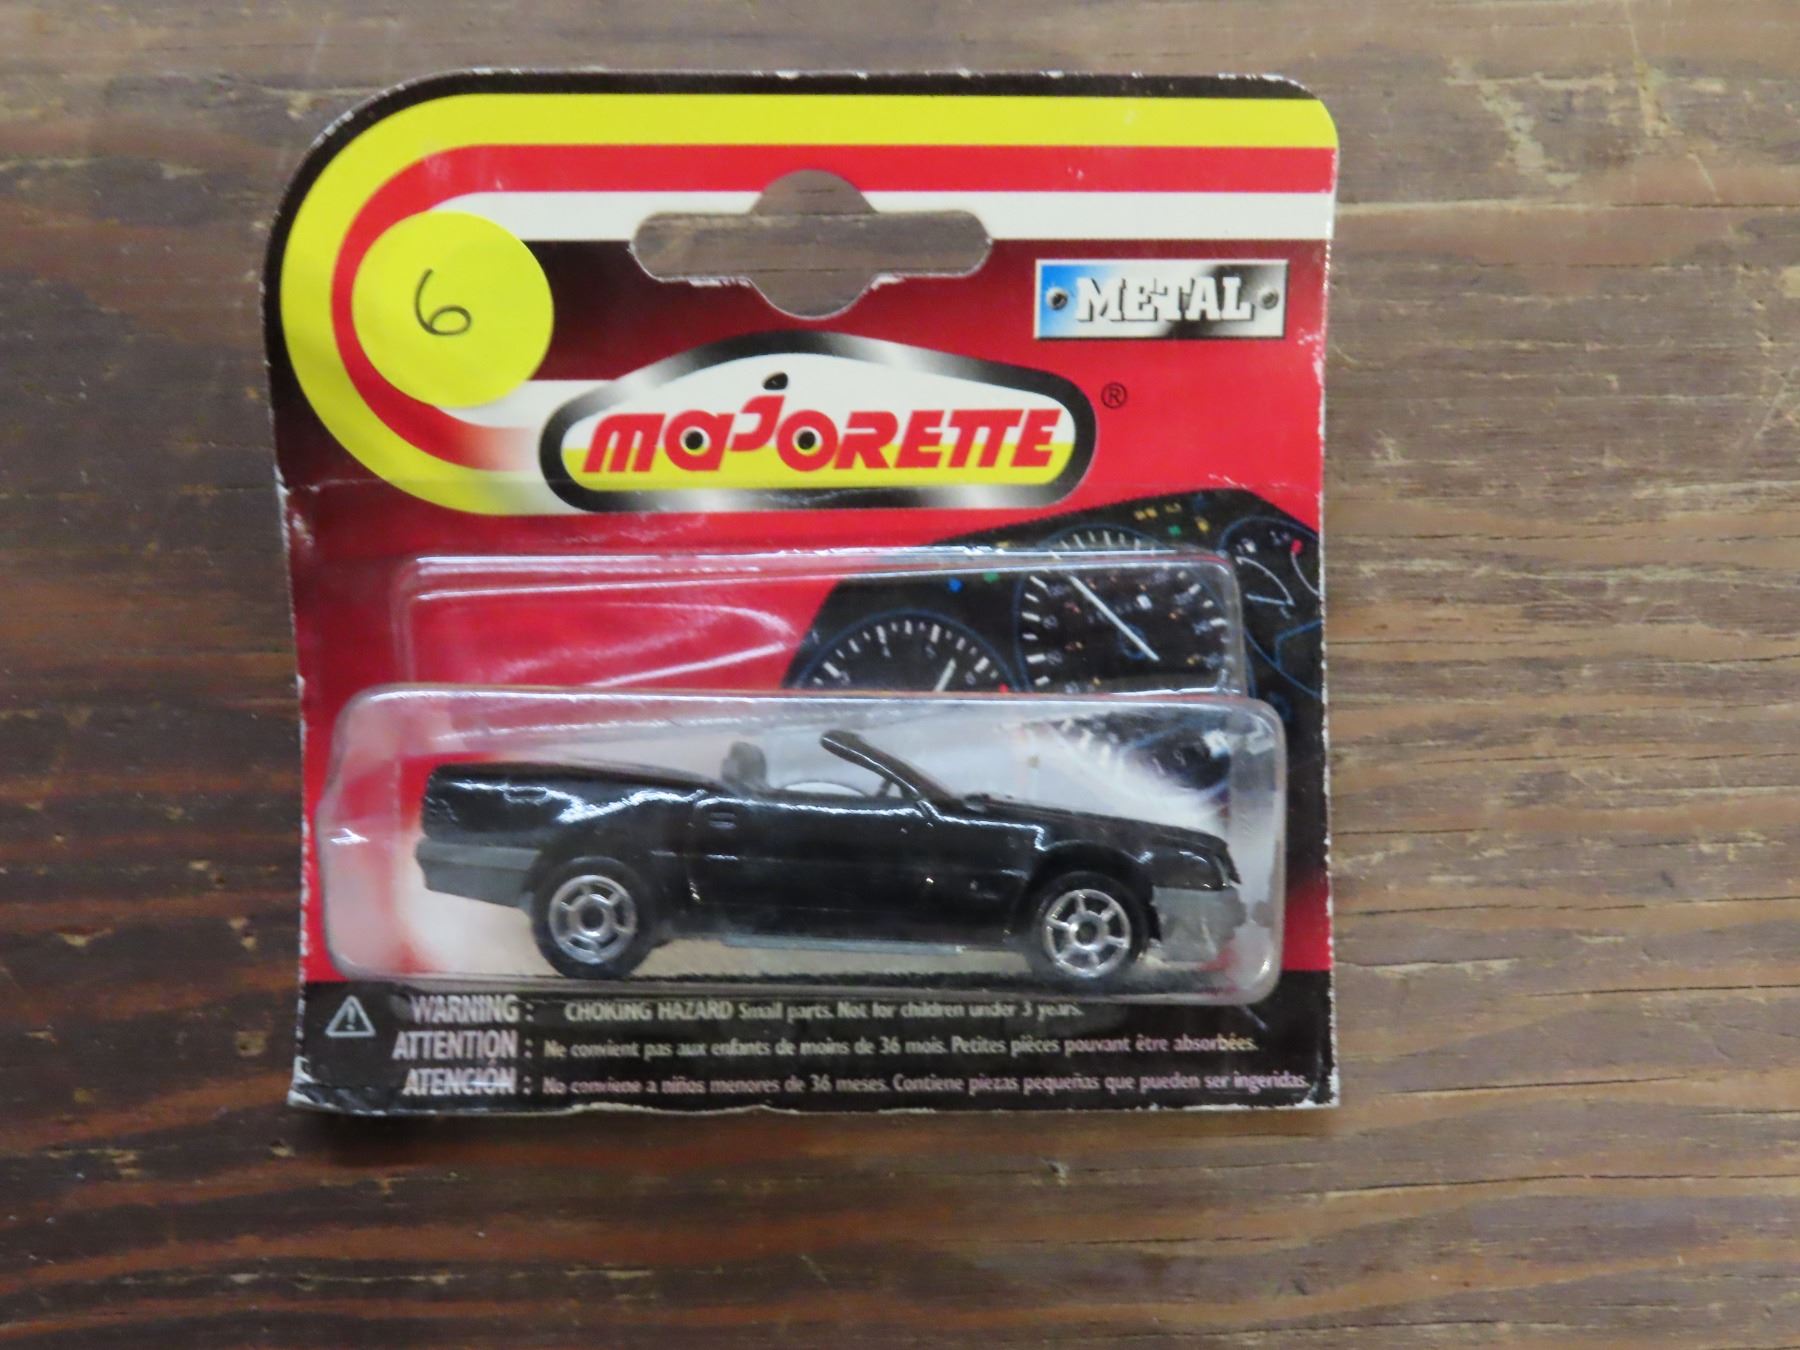 6
METAL
majorette ®
WARNING : CHOKING HAZARD Small parts. Not for children under 3 years.
ATTENTION : Ne convient pas aux enfants de moins de 36 mois. Petites pièces pouvant être absorbées.
ATENCIÓN : No conviene a niños menores de 36 meses. Contiene piezas pequeñas que pueden ser ingeridas.